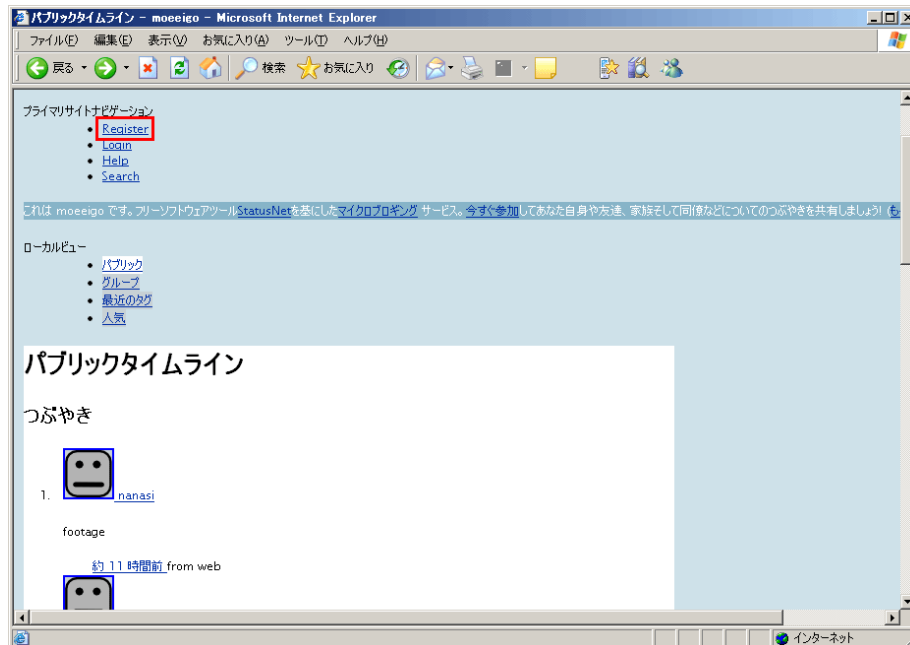 パブリックタイムライン - moeeigo - Microsoft Internet Explorer
ファイル(F) 編集(E) 表示(V) お気に入り(A) ツール(T) ヘルプ(H)
戻る 検索 お気に入り
プライマリサイトナビゲーション
Register
Login
Help
Search
これは moeeigo です。フリーソフトウェアツールStatusNetを基にしたマイクロブロギング サービス。今すぐ参加してあなた自身や友達、家族そして同僚などについてのつぶやきを共有しましょう! (も
ローカルビュー
パブリック
グループ
最近のタグ
人気
パブリックタイムライン
つぶやき
1. nanasi
footage
約 11 時間前 from web
インターネット